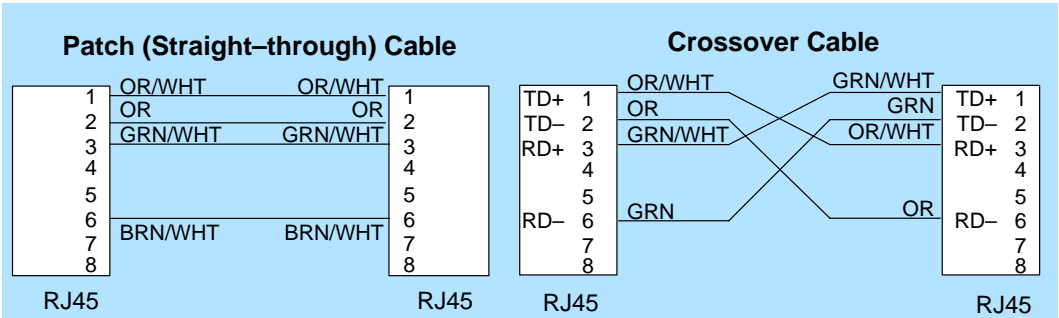 Patch (Straight–through) Cable
OR/WHT OR/WHT
1 1
OR OR
2 2
GRN/WHT GRN/WHT
3 3
4 4
5 5
6 6
BRN/WHT BRN/WHT
7 7
8 8
RJ45 RJ45
Crossover Cable
OR/WHT GRN/WHT
TD+ 1 TD+ 1
OR GRN
TD– 2 TD– 2
GRN/WHT OR/WHT
RD+ 3 RD+ 3
4 4
5 5
GRN OR
RD– 6 RD– 6
7 7
8 8
RJ45 RJ45